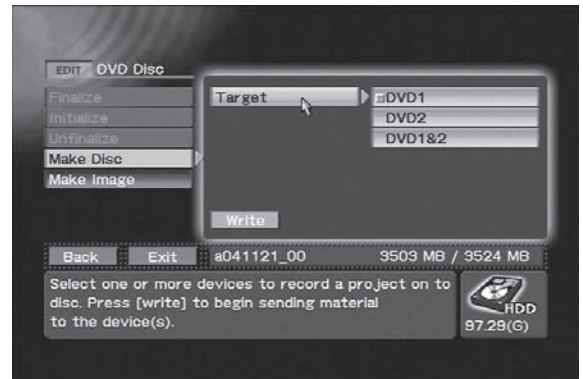 EDIT DVD Disc
Finalize
Initialize
Unfinalize
Make Disc
Make Image
Target
DVD1
DVD2
DVD1&2
Write
Back Exit a041121_00 3503 MB / 3524 MB
Select one or more devices to record a project on to
disc. Press [write] to begin sending material
to the device(s).
HDD
97.29(G)